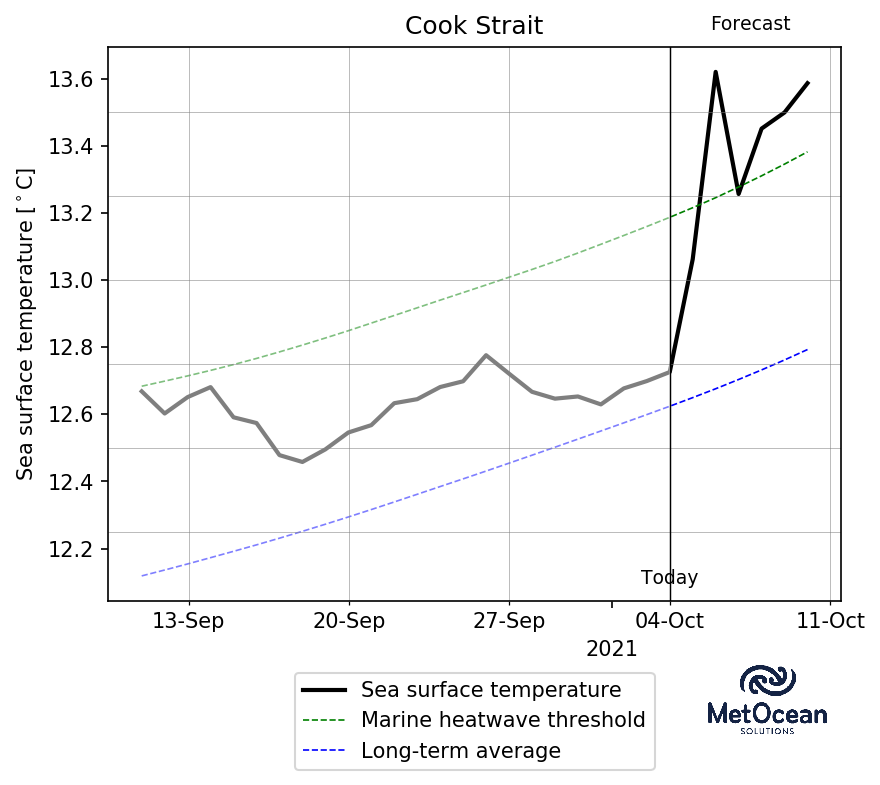 Cook Strait
Forecast
Sea surface temperature [°C]
13.6
13.4
13.2
13.0
12.8
12.6
12.4
12.2
Today
13-Sep
20-Sep
27-Sep
04-Oct
11-Oct
2021
Sea surface temperature
Marine heatwave threshold
Long-term average
MetOcean
SOLUTIONS